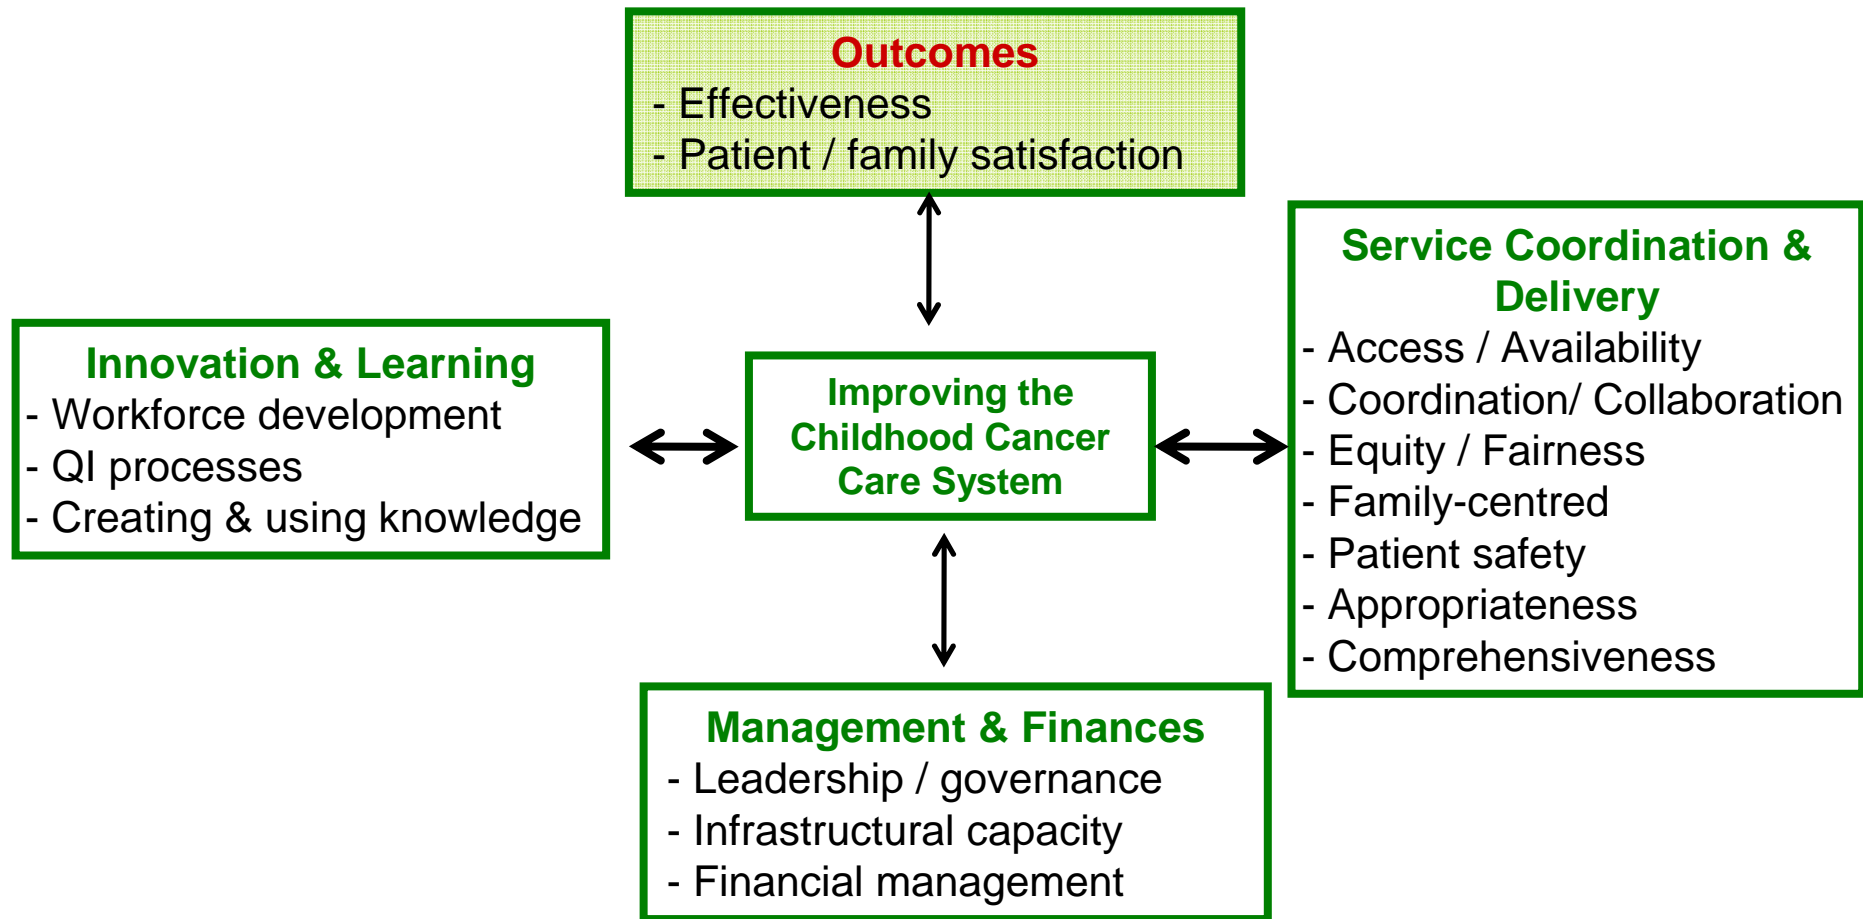 Outcomes
- Effectiveness
- Patient / family satisfaction
Innovation & Learning
- Workforce development
- QI processes
- Creating & using knowledge
Improving the
Childhood Cancer
Care System
Service Coordination &
Delivery
- Access / Availability
- Coordination/ Collaboration
- Equity / Fairness
- Family-centred
- Patient safety
- Appropriateness
- Comprehensiveness
Management & Finances
- Leadership / governance
- Infrastructural capacity
- Financial management